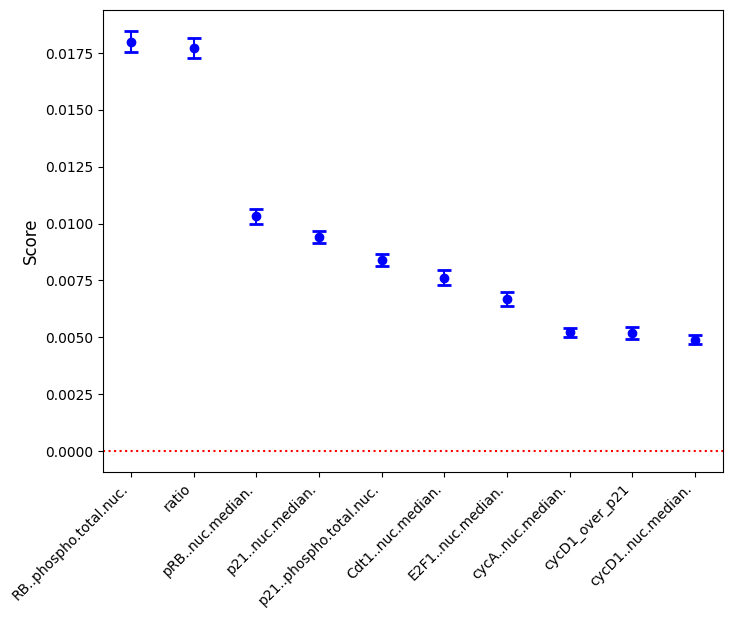 Score
0.0175
0.0150
0.0125
0.0100
0.0075
0.0050
0.0025
0.0000
RB..phospho.total.nuc.
ratio
pRB..nuc.median.
p21..nuc.median.
p21..phospho.total.nuc.
Cdt1..nuc.median.
E2F1..nuc.median.
cycA..nuc.median.
cycD1_over_p21
cycD1..nuc.median.